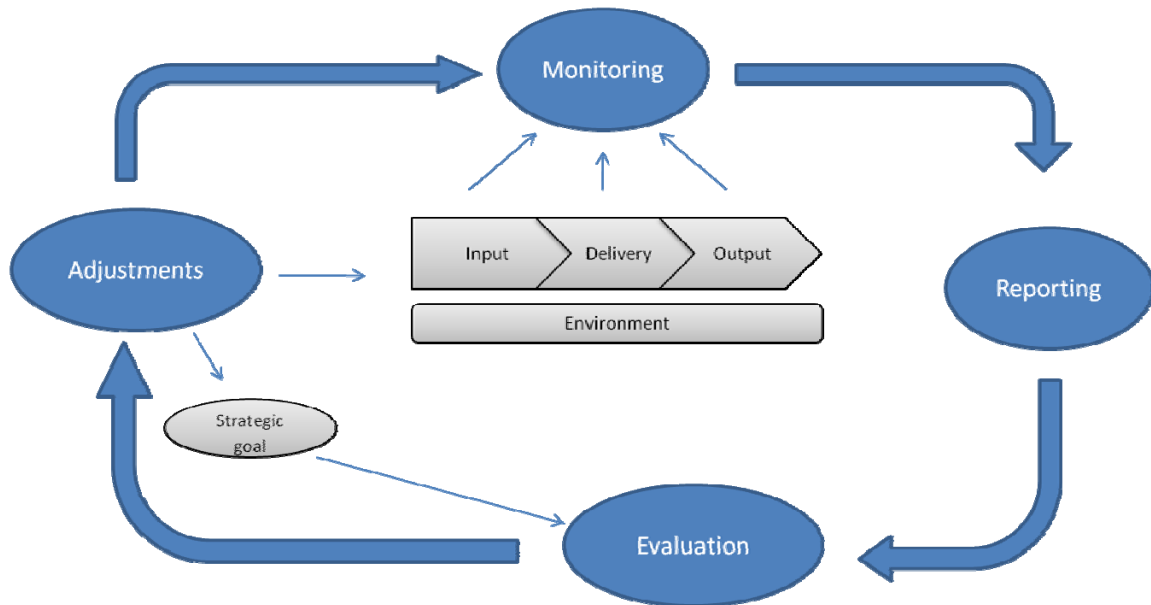 Monitoring
Adjustments
Input
Delivery
Output
Environment
Reporting
Strategic
goal
Evaluation